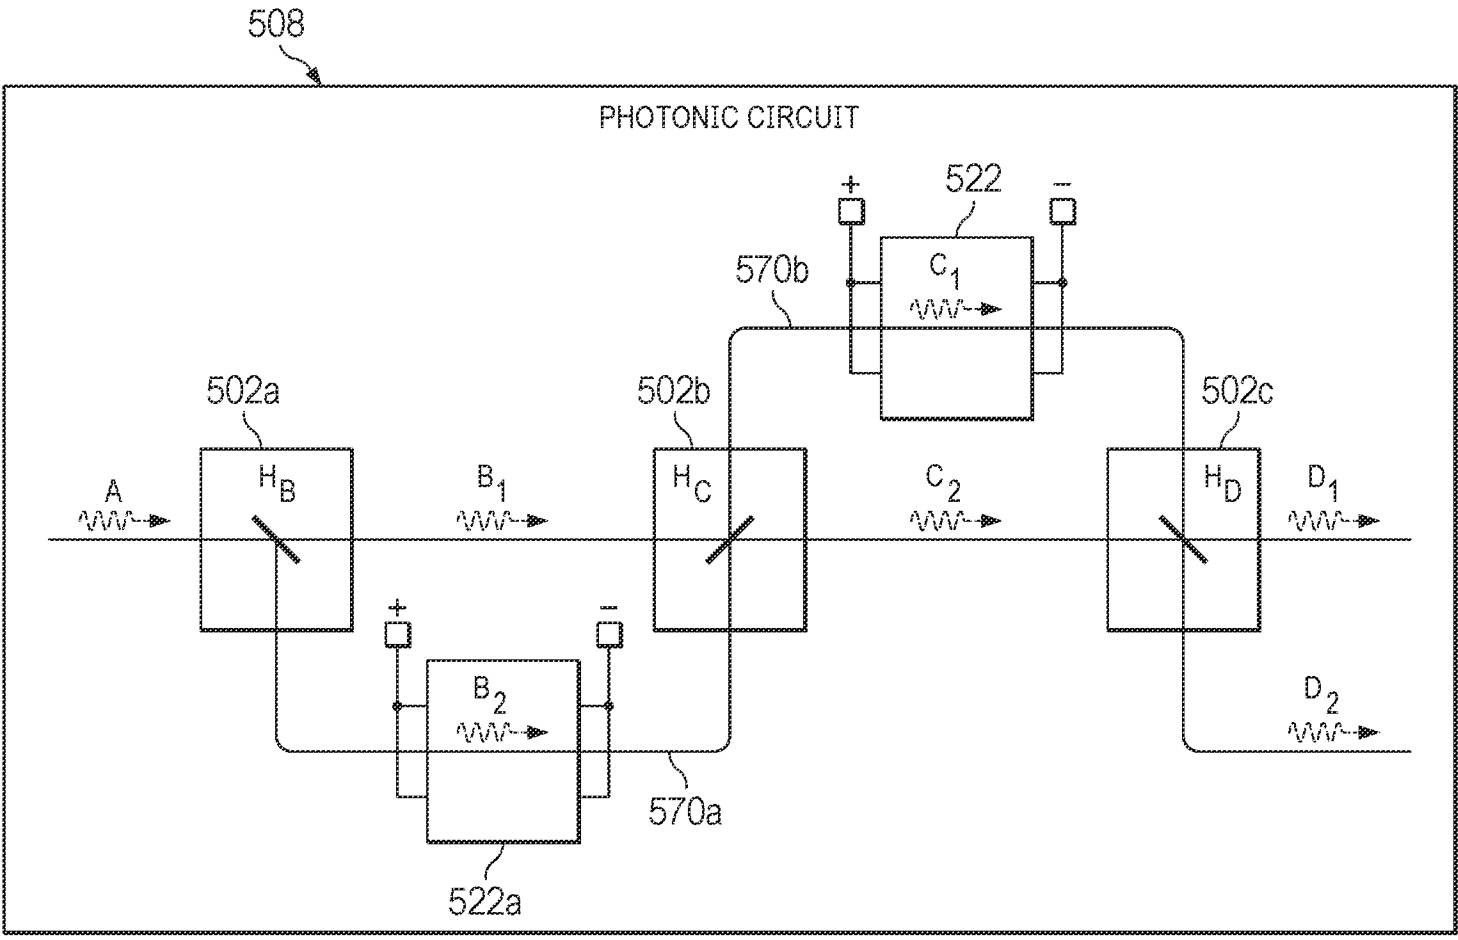 508
PHOTONIC CIRCUIT
+
522
−
570b
C1
502a
502b
502c
HB
A
B1
HC
C2
HD
D1
+
−
B2
D2
570a
522a